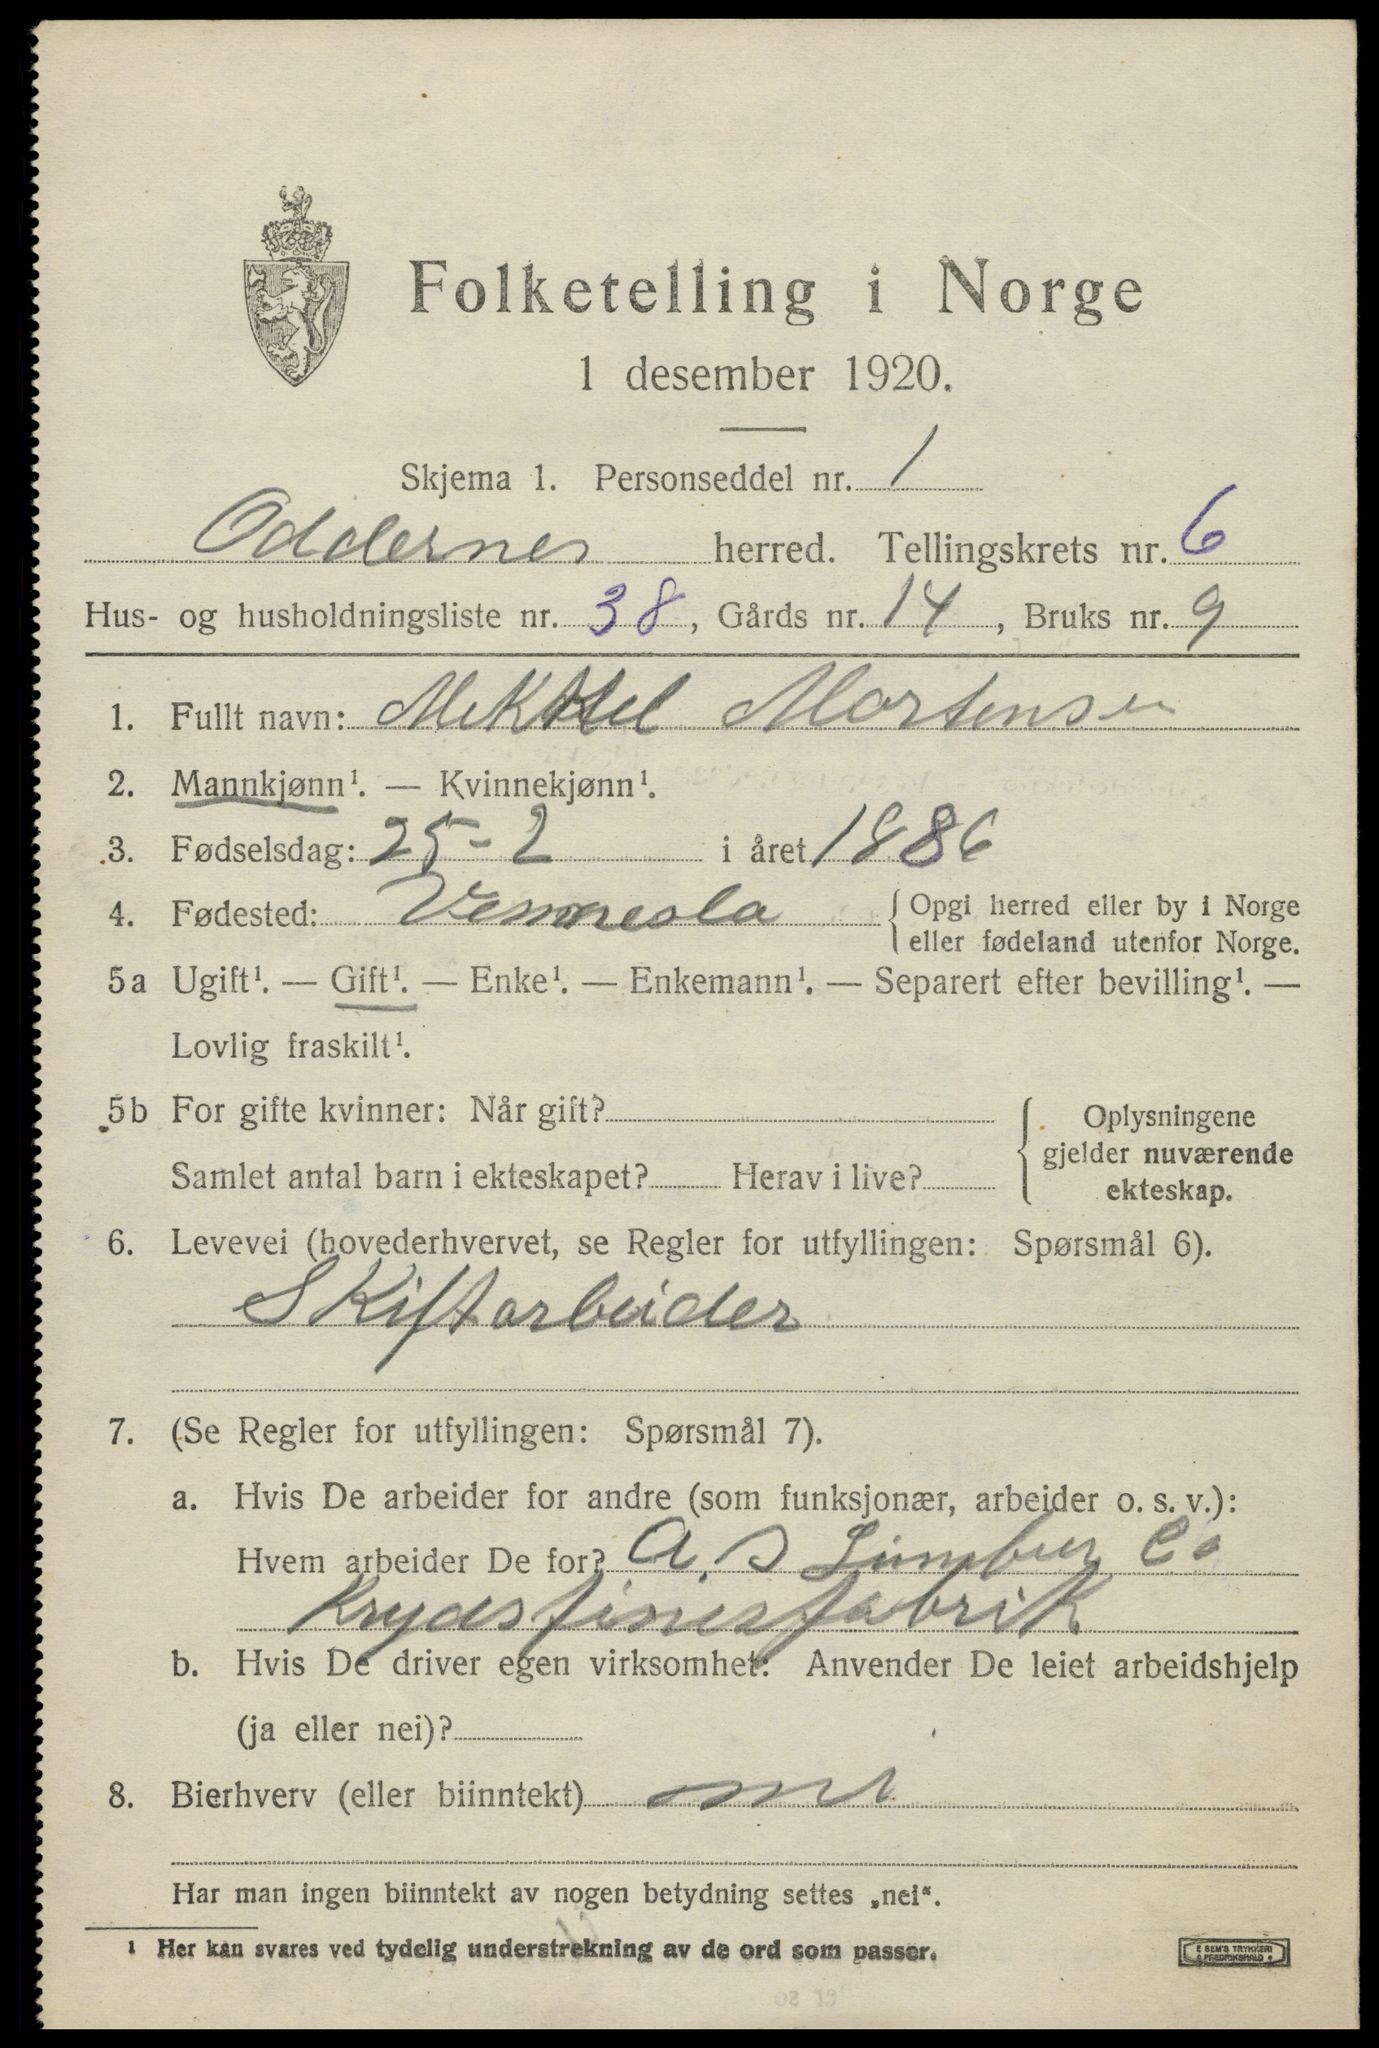 Folketelling i Norge
1 desember 1920.
Skjema 1. Personseddel nr. 1
Oddernes herred. Tellingskrets nr. 6
Hus- og husholdningsliste nr. 38, Gårds nr. 14, Bruks nr. 9
1. Fullt navn: Mortensen
2. Mannkjønn¹. — Kvinnekjønn¹.
3. Fødselsdag: 25-2 i året 1886
4. Fødested: Vennesla {Opgi herred eller by i Norge
eller fødeland utenfor Norge.
5a Ugift¹. — Gift¹. — Enke¹. — Enkemann¹. — Separert efter bevilling¹. —
Lovlig fraskilt¹.
5b For gifte kvinner: Når gift?
Samlet antal barn i ekteskapet? Herav i live?
Oplysningene
gjelder nuværende
ekteskap.
6. Levevei (hovederhvervet, se Regler for utfyllingen: Spørsmål 6).
Skiftarbeider
7. (Se Regler for utfyllingen: Spørsmål 7).
a. Hvis De arbeider for andre (som funksjonær, arbeider o. s. v.):
Hvem arbeider De for? A. S Co
Krydsfinerfabrik
b. Hvis De driver egen virksomhet: Anvender De leiet arbeidshjelp
(ja eller nei)?
8. Bierhverv (eller biinntekt) nei
Har man ingen biinntekt av nogen betydning settes „nei“.
¹ Her kan svares ved tydelig understrekning av de ord som passer.
E SEM'S TRYKKERI
FREDRIKSHALD